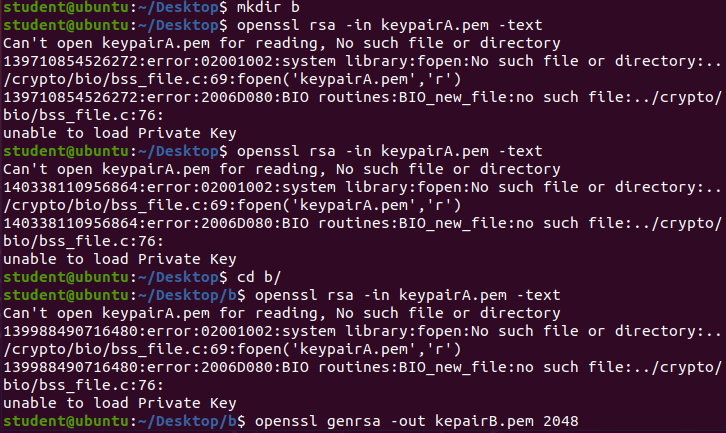 student@ubuntu:~/Desktop$ mkdir b
student@ubuntu:~/Desktop$ openssl rsa -in keypairA.pem -text
Can't open keypairA.pem for reading, No such file or directory
139710854526272:error:02001002:system library:fopen:No such file or directory:..
/crypto/bio/bss_file.c:69:fopen('keypairA.pem','r')
139710854526272:error:2006D080:BIO routines:BIO_new_file:no such file:../crypto/
bio/bss_file.c:76:
unable to load Private Key
student@ubuntu:~/Desktop$ openssl rsa -in keypairA.pem -text
Can't open keypairA.pem for reading, No such file or directory
140338110956864:error:02001002:system library:fopen:No such file or directory:..
/crypto/bio/bss_file.c:69:fopen('keypairA.pem','r')
140338110956864:error:2006D080:BIO routines:BIO_new_file:no such file:../crypto/
bio/bss_file.c:76:
unable to load Private Key
student@ubuntu:~/Desktop$ cd b/
student@ubuntu:~/Desktop/b$ openssl rsa -in keypairA.pem -text
Can't open keypairA.pem for reading, No such file or directory
139988490716480:error:02001002:system library:fopen:No such file or directory:..
/crypto/bio/bss_file.c:69:fopen('keypairA.pem','r')
139988490716480:error:2006D080:BIO routines:BIO_new_file:no such file:../crypto/
bio/bss_file.c:76:
unable to load Private Key
student@ubuntu:~/Desktop/b$ openssl genrsa -out kepairB.pem 2048